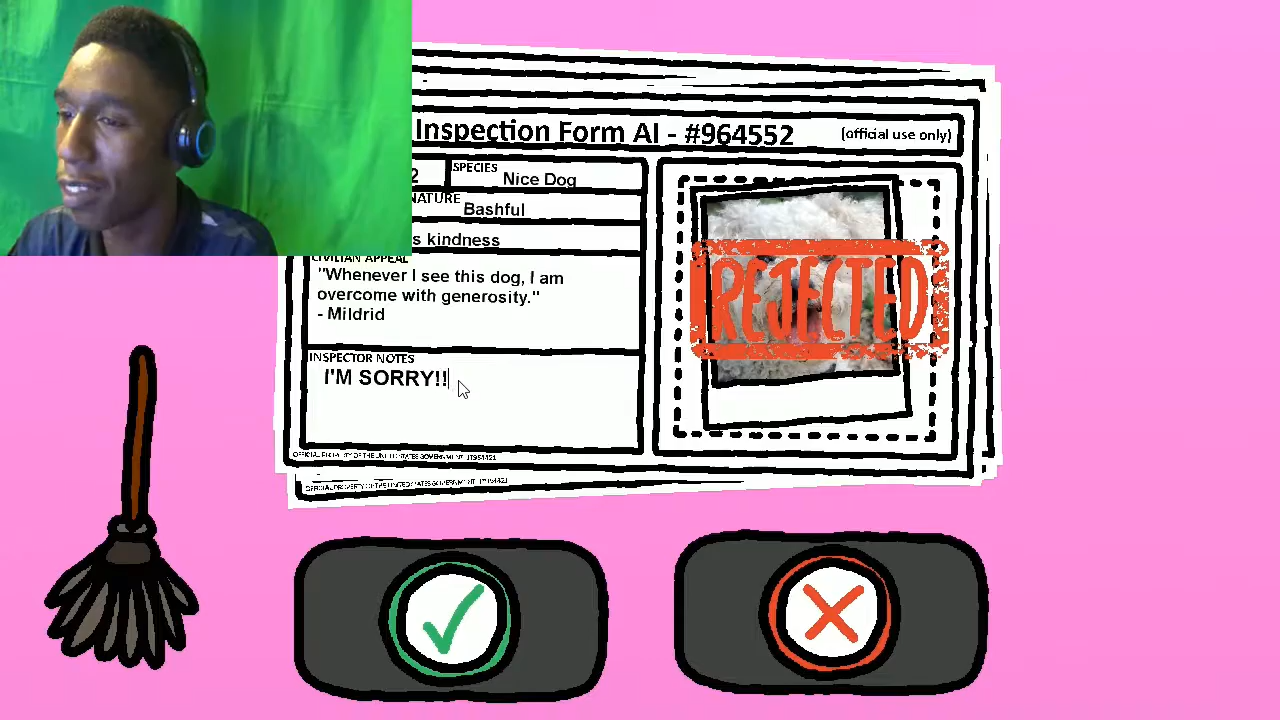 Inspection Form AI - #964552 (official use only)
2
SPECIES
Nice Dog
NATURE
Bashful
s kindness
CIVILIAN APPEAL
"Whenever I see this dog, I am
overcome with generosity."
- Mildrid
INSPECTOR NOTES
I'M SORRY!!
REJECTED